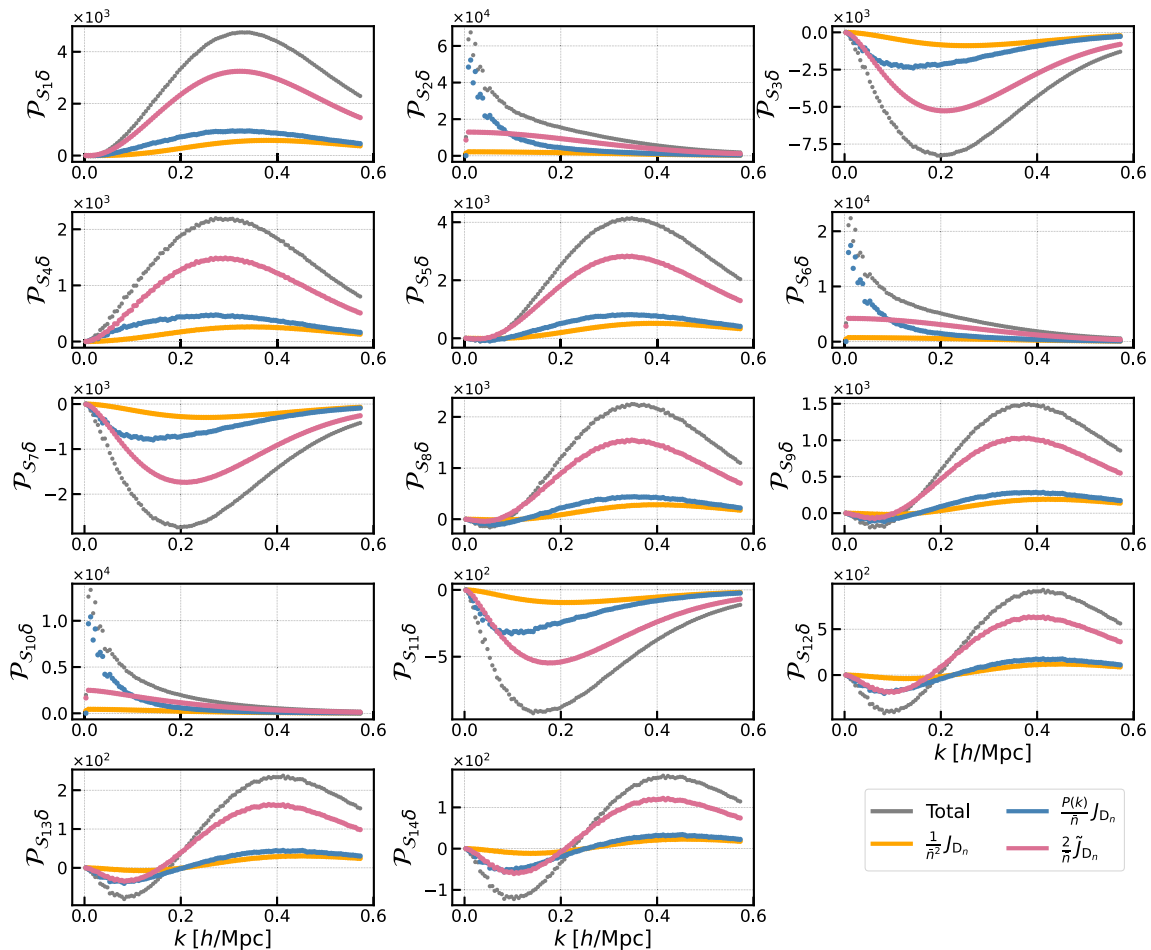 ×10³ ×10⁴ ×10³
𝒫_{𝒮₁δ} 4 2 0 0.0 0.2 0.4 0.6
𝒫_{𝒮₂δ} 6 4 2 0 0.0 0.2 0.4 0.6
𝒫_{𝒮₃δ} 0.0 −2.5 −5.0 −7.5 0.0 0.2 0.4 0.6
×10³ ×10³ ×10⁴
𝒫_{𝒮₄δ} 2 1 0 0.0 0.2 0.4 0.6
𝒫_{𝒮₅δ} 4 2 0 0.0 0.2 0.4 0.6
𝒫_{𝒮₆δ} 2 1 0 0.0 0.2 0.4 0.6
×10³ ×10³ ×10³
𝒫_{𝒮₇δ} 0 −1 −2 0.0 0.2 0.4 0.6
𝒫_{𝒮₈δ} 2 1 0 0.0 0.2 0.4 0.6
𝒫_{𝒮₉δ} 1.5 1.0 0.5 0.0 0.0 0.2 0.4 0.6
×10⁴ ×10² ×10²
𝒫_{𝒮₁₀δ} 1.0 0.5 0.0 0.0 0.2 0.4 0.6
𝒫_{𝒮₁₁δ} 0 −5 0.0 0.2 0.4 0.6
𝒫_{𝒮₁₂δ} 5 0 0.0 0.2 0.4 0.6
k [h/Mpc]
×10² ×10²
𝒫_{𝒮₁₃δ} 2 1 0 0.0 0.2 0.4 0.6
𝒫_{𝒮₁₄δ} 1 0 −1 0.0 0.2 0.4 0.6
k [h/Mpc] k [h/Mpc]
Total
1/n̄² J_{Dₙ}
P(k)/n̄ J_{Dₙ}
2/n̄ J̃_{Dₙ}